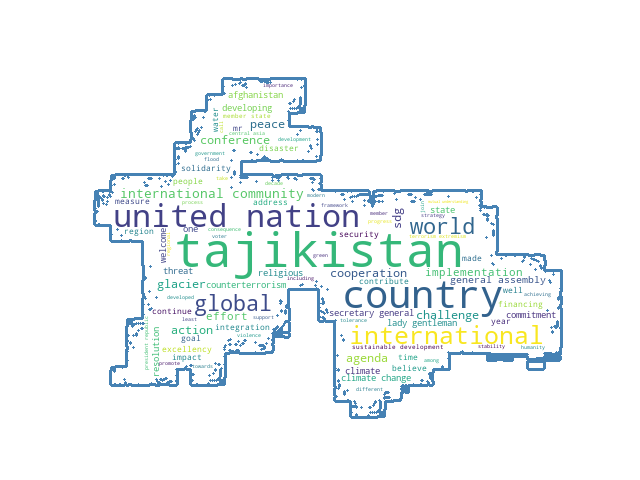 importance
afghanistan
developing
member state
water
mr
peace
central asia
development
conference
disaster
government
flood
solidarity
people
decade
international community
modern
measure
process
address
framework
united nation
member
sdg
world
state
strategy
region
one
welcome
consequence
voter
security
progress
tajikistan
green
threat
religious
cooperation
implementation
made
general assembly
glacier
counterterrorism
including
contribute
country
well
achieving
developed
global
financing
continue
effort
support
secretary general
challenge
commitment
president republic
resolution
action
integration
tolerance
lady gentleman
year
goal
violence
international
excellency
sustainable development
stability
humanity
impact
agenda
time
among
promote
towards
climate
believe
climate change
different
least